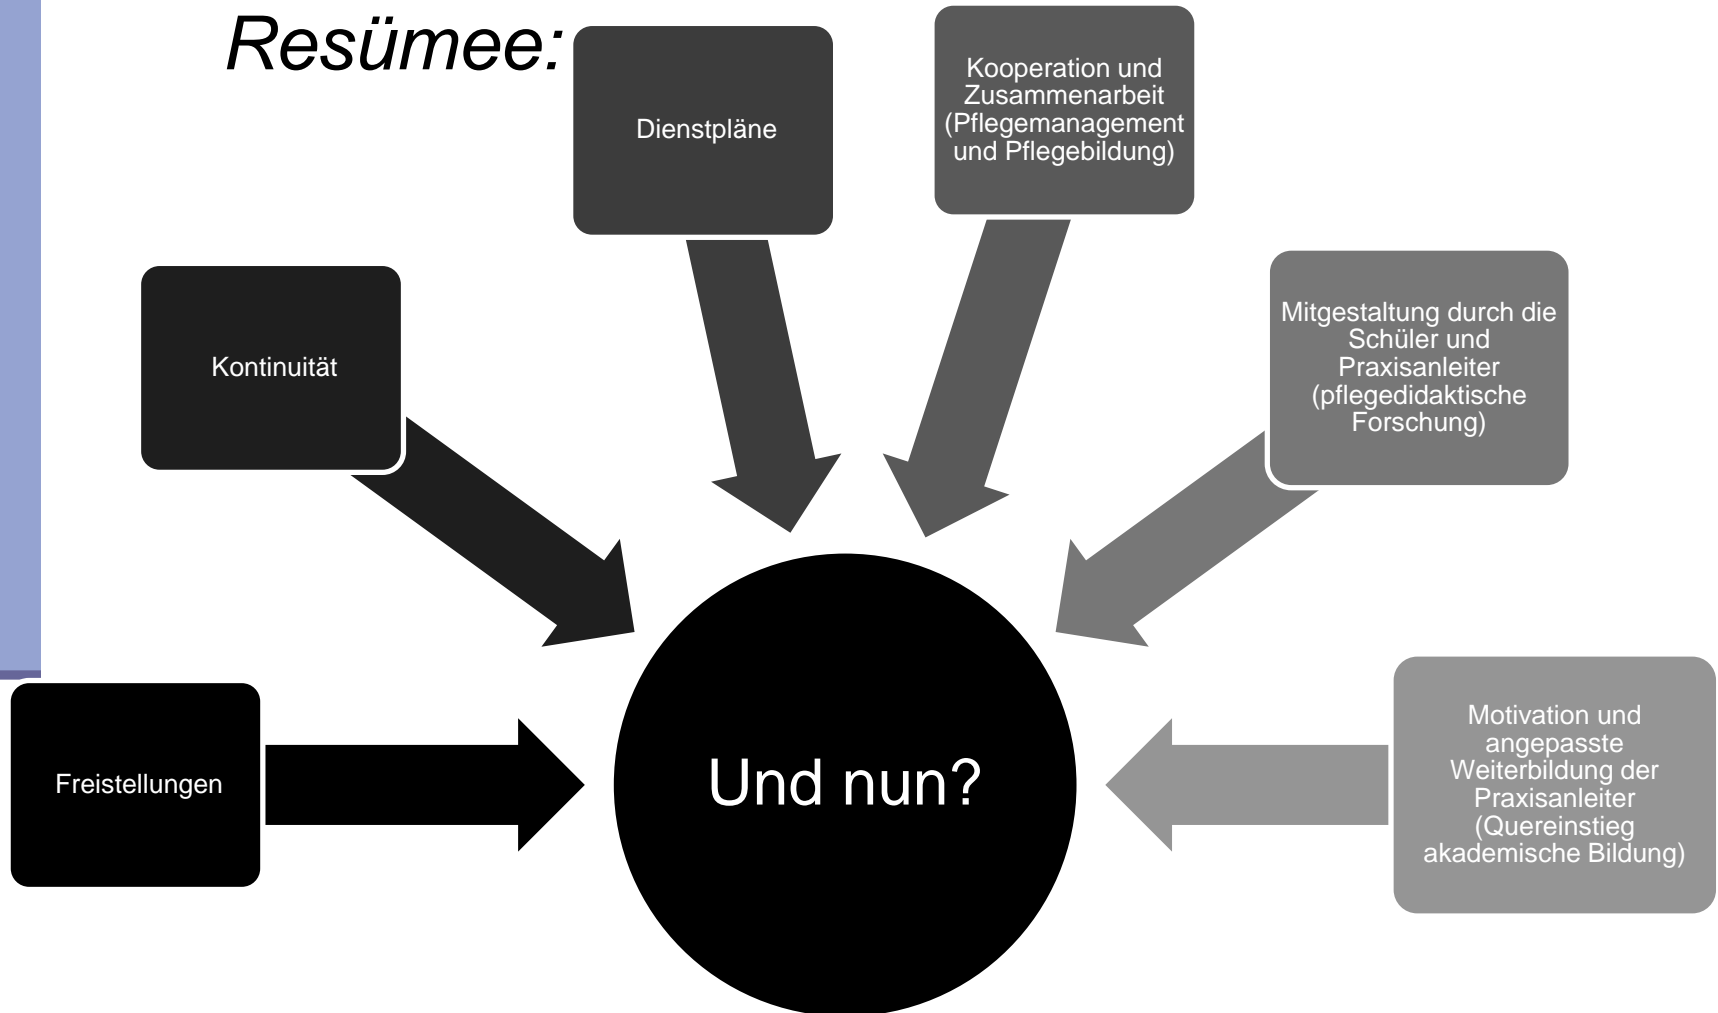 Resümee:
Dienstpläne
Kooperation und
Zusammenarbeit
(Pflegemanagement
und Pflegebildung)
Kontinuität
Mitgestaltung durch die
Schüler und
Praxisanleiter
(pflegedidaktische
Forschung)
Freistellungen
Und nun?
Motivation und
angepasste
Weiterbildung der
Praxisanleiter
(Quereinstieg
akademische Bildung)